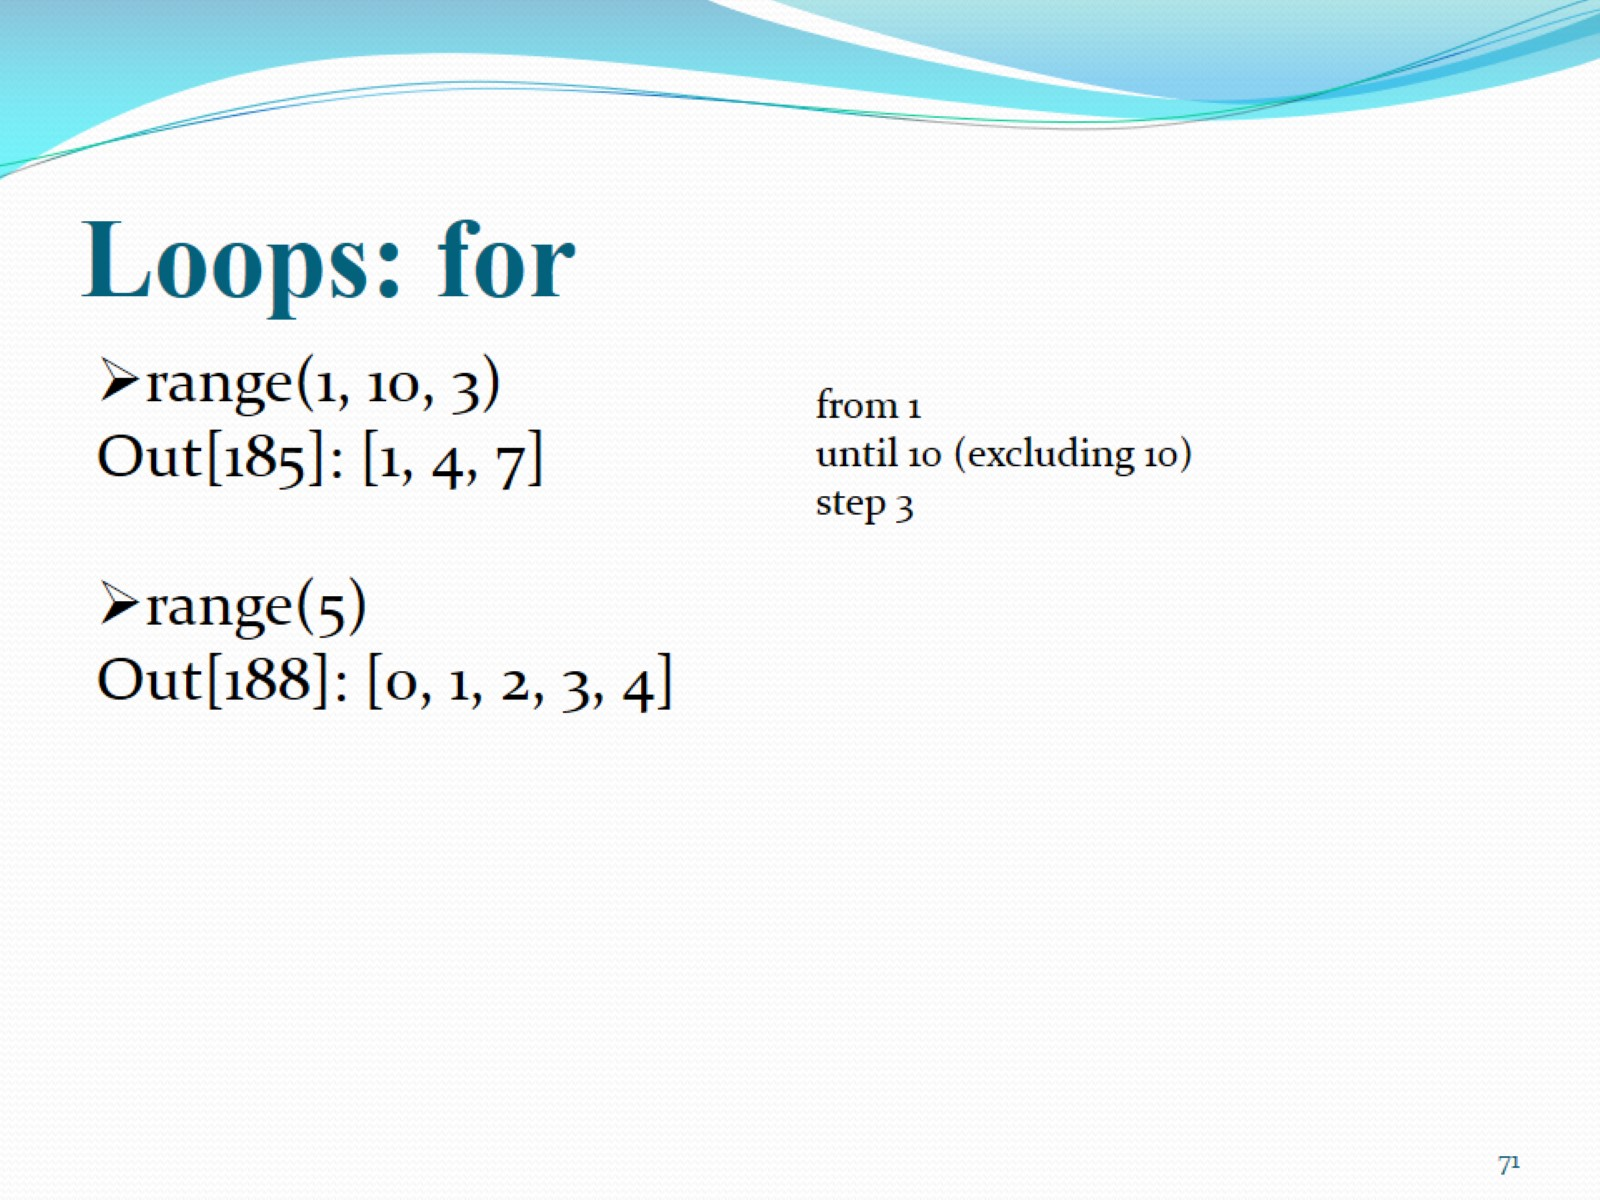 Loops: for
➢range(1, 10, 3)
Out[185]: [1, 4, 7]
from 1
until 10 (excluding 10)
step 3
➢range(5)
Out[188]: [0, 1, 2, 3, 4]
71